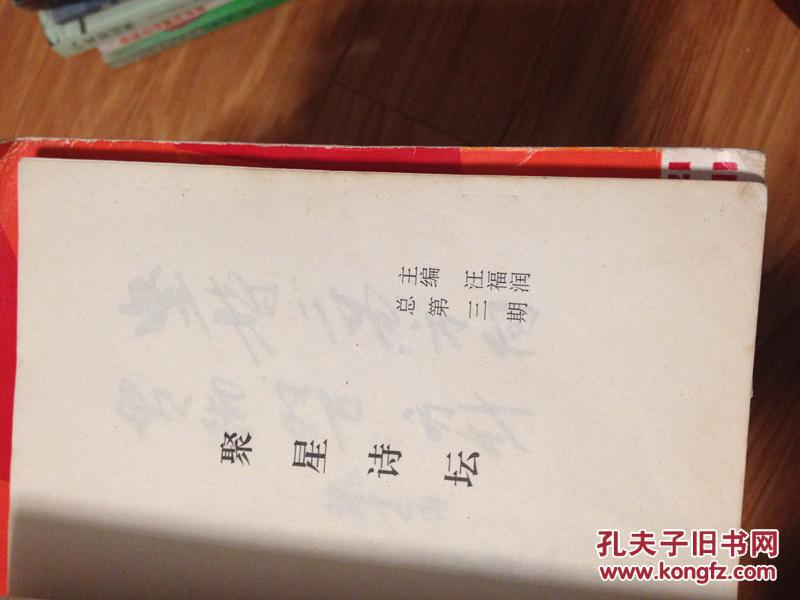 聚星诗坛
主编 汪福润
总第三期
孔夫子旧书网
www.kongfz.com